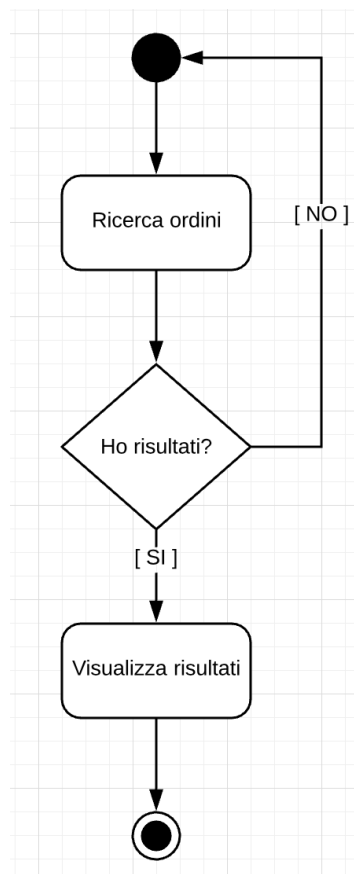 Ricerca ordini
[ NO ]
Ho risultati?
[ SI ]
Visualizza risultati